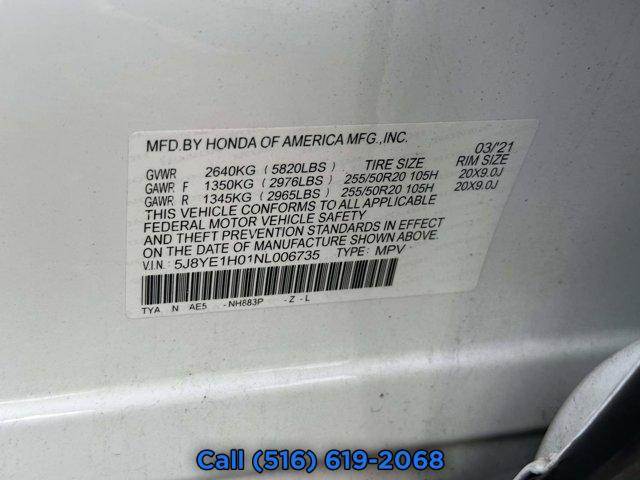 MFD.BY HONDA OF AMERICA MFG.,INC. 03/'21
GVWR 2640KG (5820LBS) TIRE SIZE RIM SIZE
GAWR F 1350KG (2976LBS) 255/50R20 105H 20X9.0J
GAWR R 1345KG (2965LBS) 255/50R20 105H 20X9.0J
THIS VEHICLE CONFORMS TO ALL APPLICABLE
FEDERAL MOTOR VEHICLE SAFETY
AND THEFT PREVENTION STANDARDS IN EFFECT
ON THE DATE OF MANUFACTURE SHOWN ABOVE.
V.I.N: 5J8YE1H01NL006735 TYPE: MPV
TYA N AE5 -NH883P -Z-L
Call (516) 619-2068